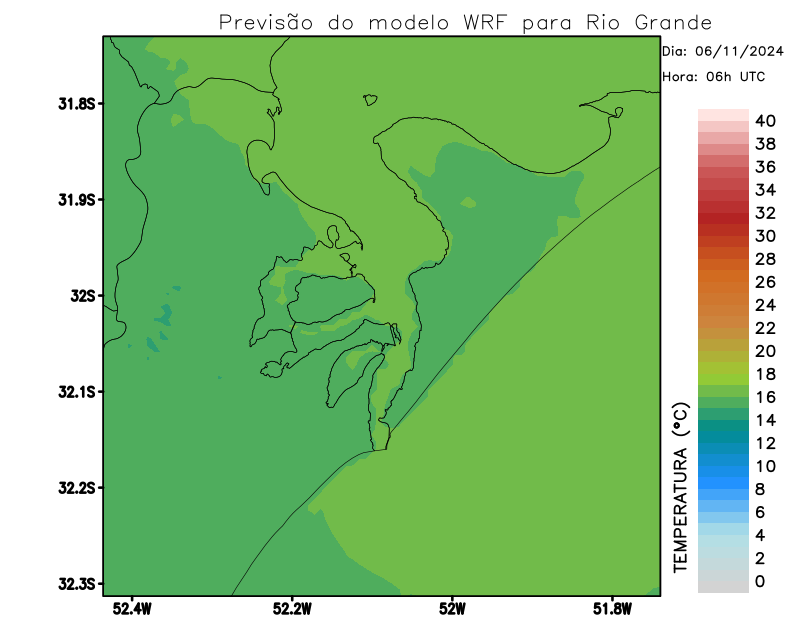 Previsão do modelo WRF para Rio Grande
Dia: 06/11/2024
Hora: 06h UTC
31.8S
31.9S
32S
32.1S
32.2S
32.3S
52.4W
52.2W
52W
51.8W
TEMPERATURA (ºC)
40
38
36
34
32
30
28
26
24
22
20
18
16
14
12
10
8
6
4
2
0